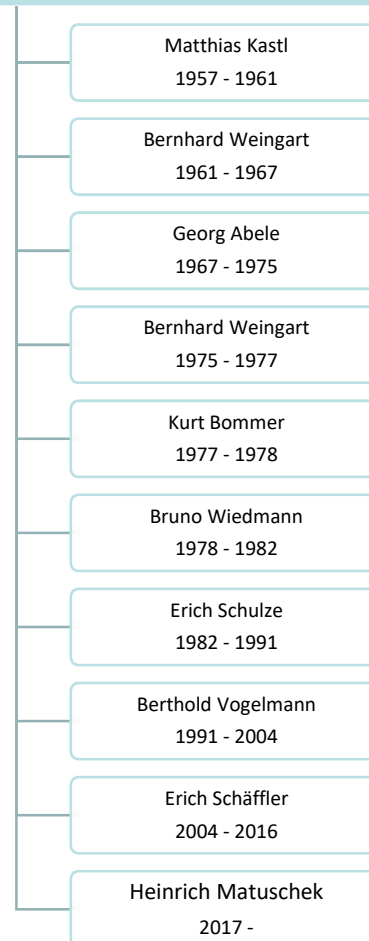 Matthias Kastl
1957 - 1961
Bernhard Weingart
1961 - 1967
Georg Abele
1967 - 1975
Bernhard Weingart
1975 - 1977
Kurt Bommer
1977 - 1978
Bruno Wiedmann
1978 - 1982
Erich Schulze
1982 - 1991
Berthold Vogelmann
1991 - 2004
Erich Schäffler
2004 - 2016
Heinrich Matuschek
2017 -